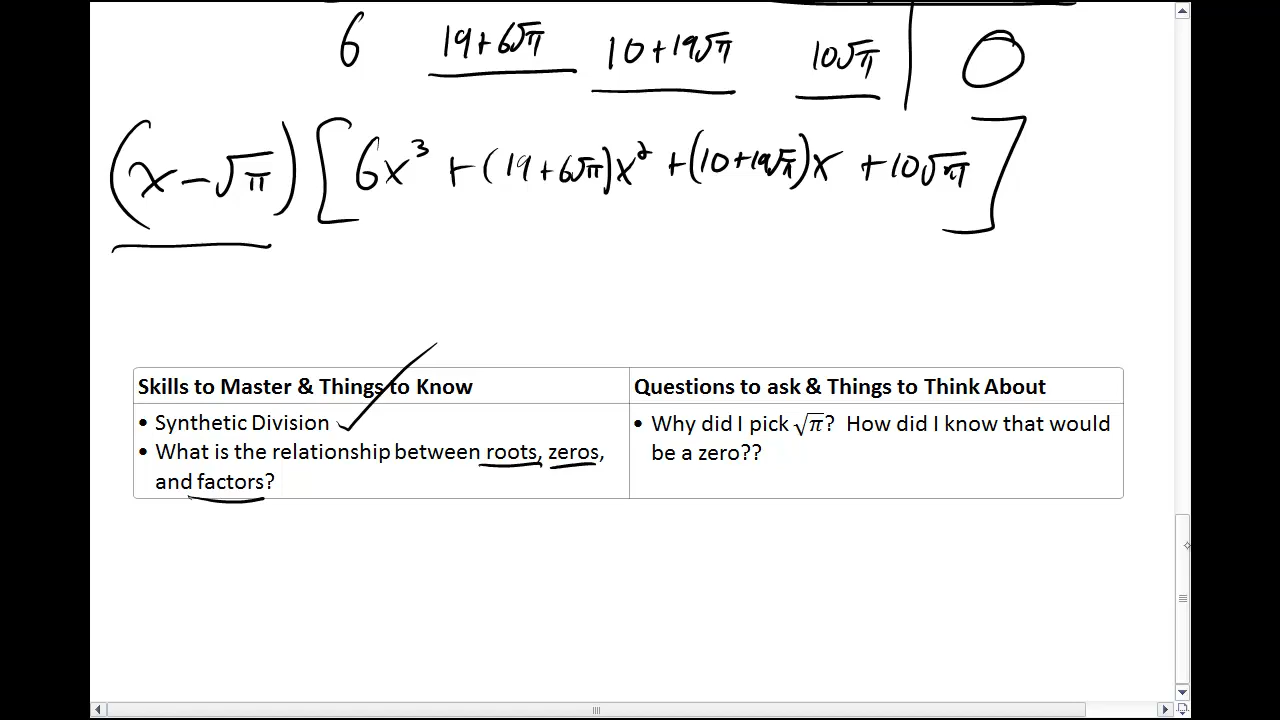 6 19+6√π 10+19√π 10√π | 0
(x-√π) [6x³ + (19+6√π)x² + (10+19√π)x + 10√π]
Skills to Master & Things to Know
• Synthetic Division ✓
• What is the relationship between roots, zeros,
and factors?
Questions to ask & Things to Think About
• Why did I pick √π? How did I know that would
be a zero??